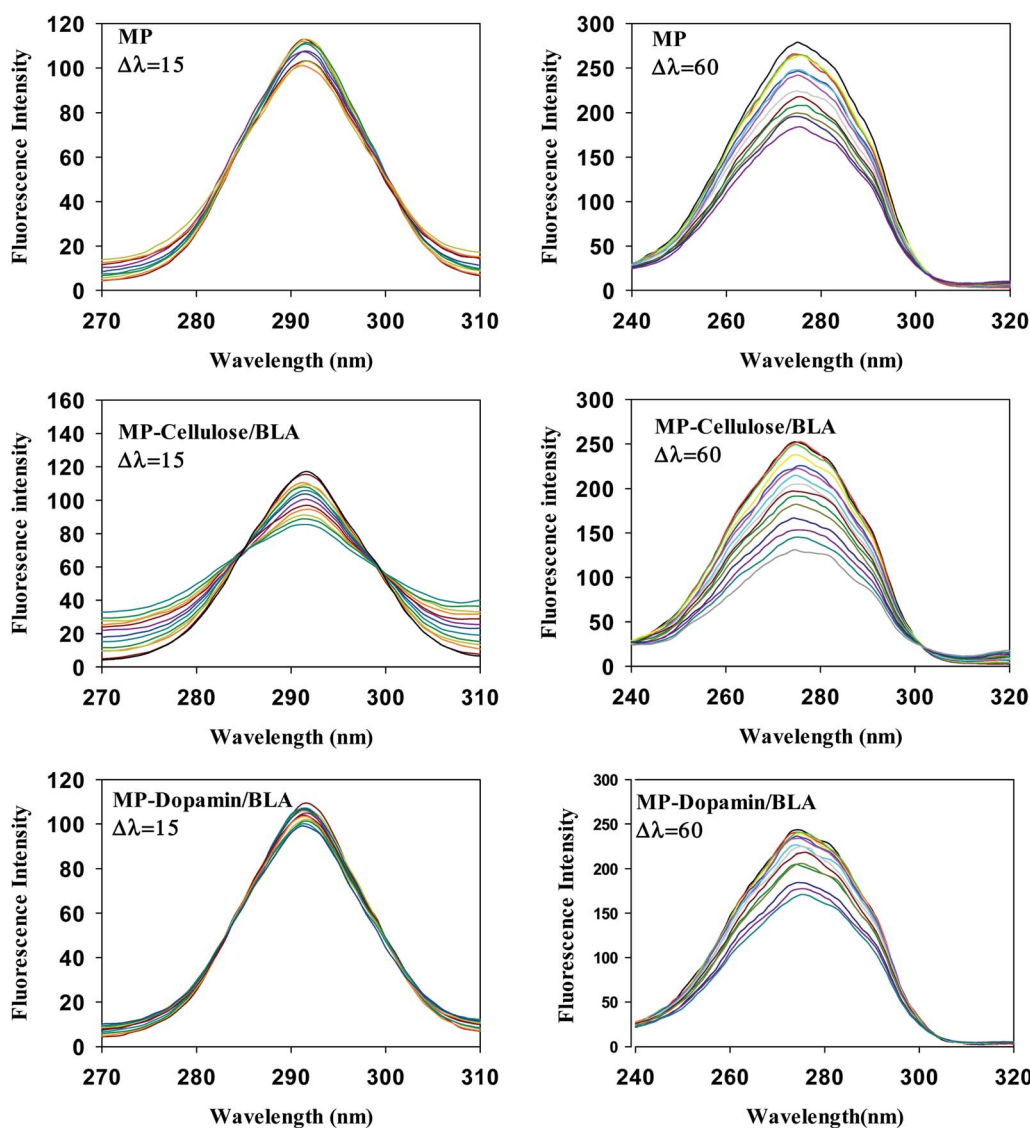 MP
Δλ=15
Fluorescence Intensity
120
100
80
60
40
20
0
270 280 290 300 310
Wavelength (nm)
MP
Δλ=60
Fluorescence Intensity
300
250
200
150
100
50
0
240 260 280 300 320
Wavelength (nm)
MP-Cellulose/BLA
Δλ=15
Fluoresence intensity
160
140
120
100
80
60
40
20
0
270 280 290 300 310
Wavelength (nm)
MP-Cellulose/BLA
Δλ=60
Fluorescence Intensity
300
250
200
150
100
50
0
240 260 280 300 320
Wavelength (nm)
MP-Dopamin/BLA
Δλ=15
Fluorescence Intensity
120
100
80
60
40
20
0
270 280 290 300 310
Wavelength (nm)
MP-Dopamin/BLA
Δλ=60
Fluorescence Intensity
300
250
200
150
100
50
0
240 260 280 300 320
Wavelength(nm)